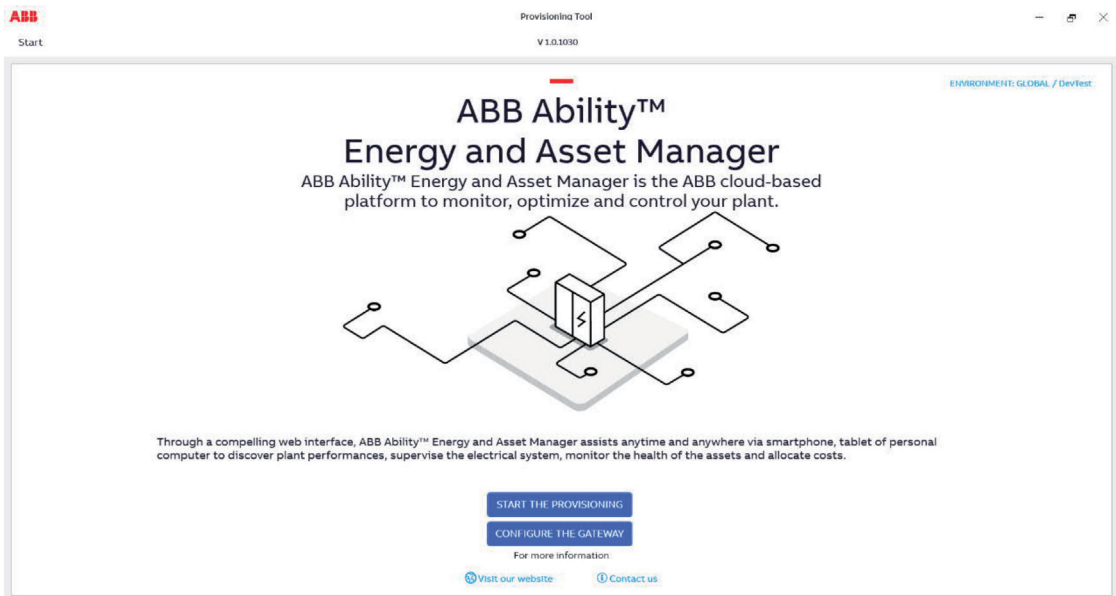 ABB
Provisioning Tool
Start
V 1.0.1030
ENVIRONMENT: GLOBAL / DevTest
ABB Ability™
Energy and Asset Manager
ABB Ability™ Energy and Asset Manager is the ABB cloud-based
platform to monitor, optimize and control your plant.
Through a compelling web interface, ABB Ability™ Energy and Asset Manager assists anytime and anywhere via smartphone, tablet of personal
computer to discover plant performances, supervise the electrical system, monitor the health of the assets and allocate costs.
START THE PROVISIONING
CONFIGURE THE GATEWAY
For more information
Visit our website
Contact us